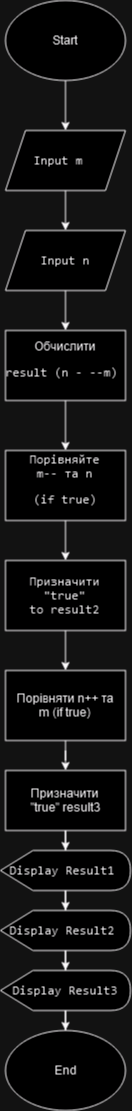 Start
Input m
Input n
Обчислити
result (n - --m)
Порівняйте
m-- та n
(if true)
Призначити
"true"
to result2
Порівняти n++ та
m (if true)
Призначити
"true" result3
Display Result1
Display Result2
Display Result3
End